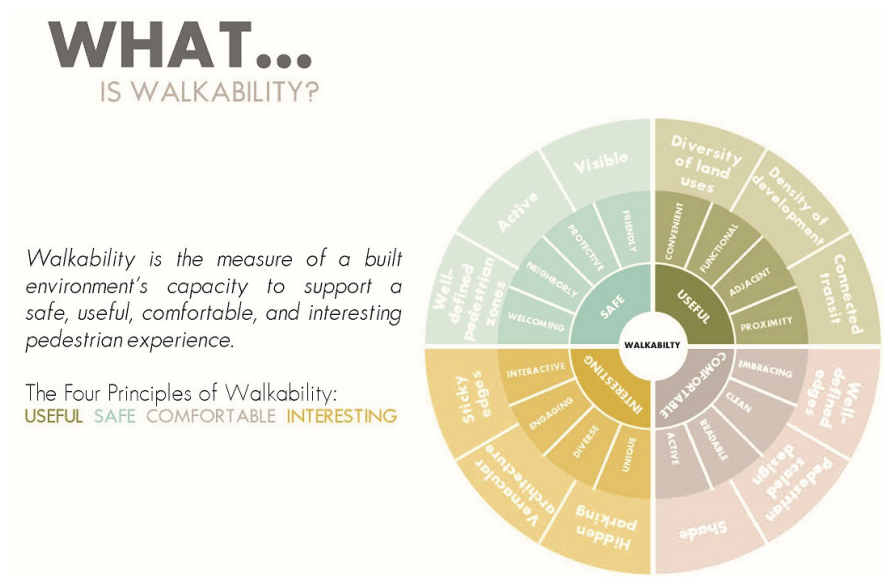 WHAT...
IS WALKABILITY?
Walkability is the measure of a built
environment's capacity to support a
safe, useful, comfortable, and interesting
pedestrian experience.
The Four Principles of Walkability:
USEFUL SAFE COMFORTABLE INTERESTING
WALKABILTY
SAFE
WELCOMING
NEIGHBORLY
PROTECTIVE
FRIENDLY
Well-
defined
pedestrian
zones
Active
Visible
USEFUL
CONVENIENT
FUNCTIONAL
ADJACENT
PROXIMITY
Diversity
of land
uses
Density of
development
Connected
transit
COMFORTABLE
EMBRACING
CLEAN
READABLE
ACTIVE
Well-
defined
edges
Pedestrian
scaled
design
Shade
INTERESTING
INTERACTIVE
ENGAGING
DIVERSE
UNIQUE
Sticky
edges
Vernacular
architecture
Hidden
parking